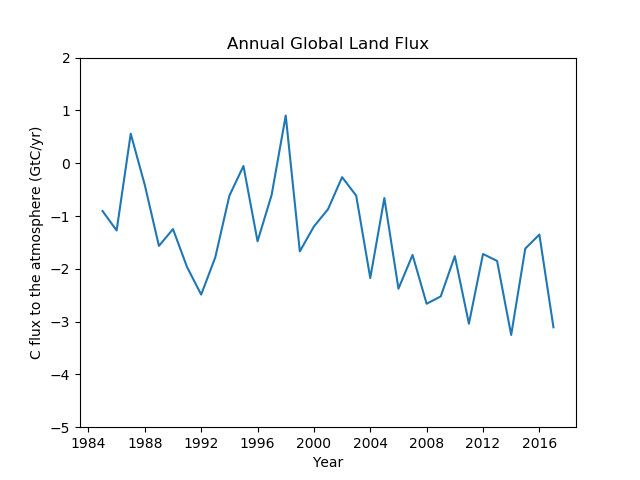 Annual Global Land Flux
C flux to the atmosphere (GtC/yr)
2
1
0
−1
−2
−3
−4
−5
1984 1988 1992 1996 2000 2004 2008 2012 2016
Year